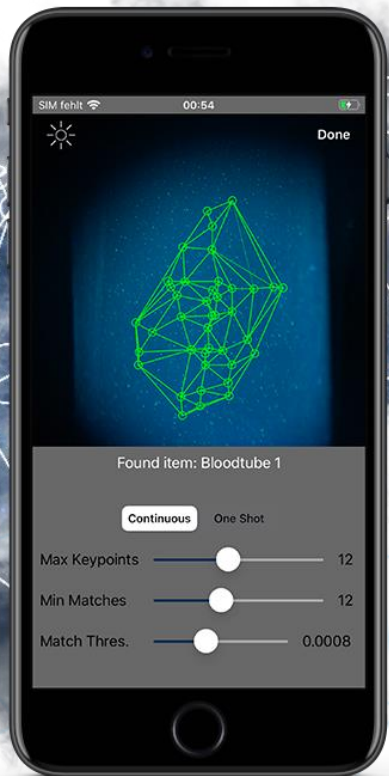 SIM fehlt 00:54
Done
Found item: Bloodtube 1
Continuous One Shot
Max Keypoints 12
Min Matches 12
Match Thres. 0.0008